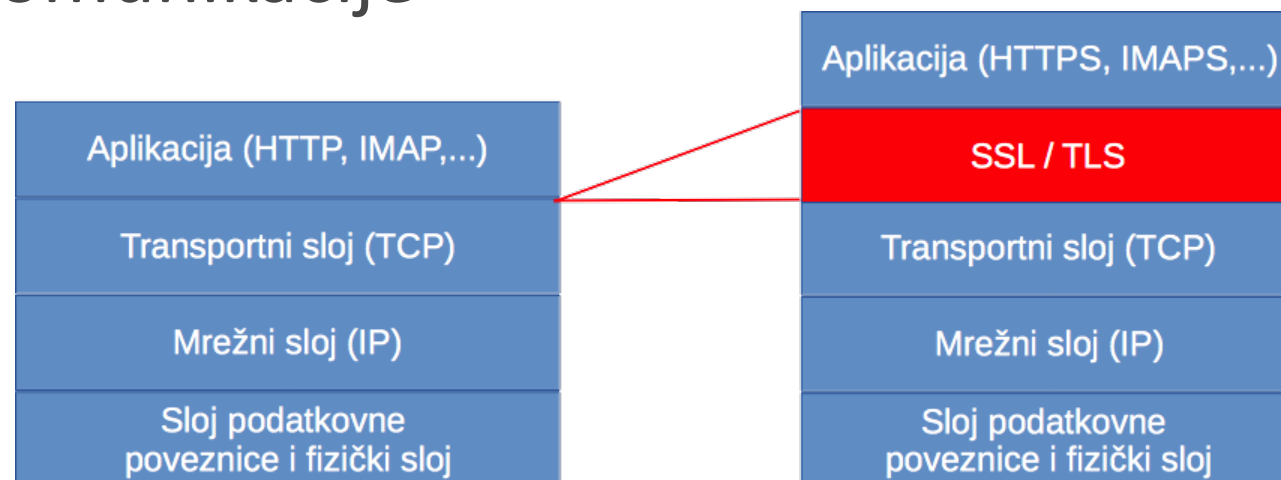 Aplikacija (HTTP, IMAP,...)
Transportni sloj (TCP)
Mrežni sloj (IP)
Sloj podatkovne
poveznice i fizički sloj
Aplikacija (HTTPS, IMAPS,...)
SSL / TLS
Transportni sloj (TCP)
Mrežni sloj (IP)
Sloj podatkovne
poveznice i fizički sloj